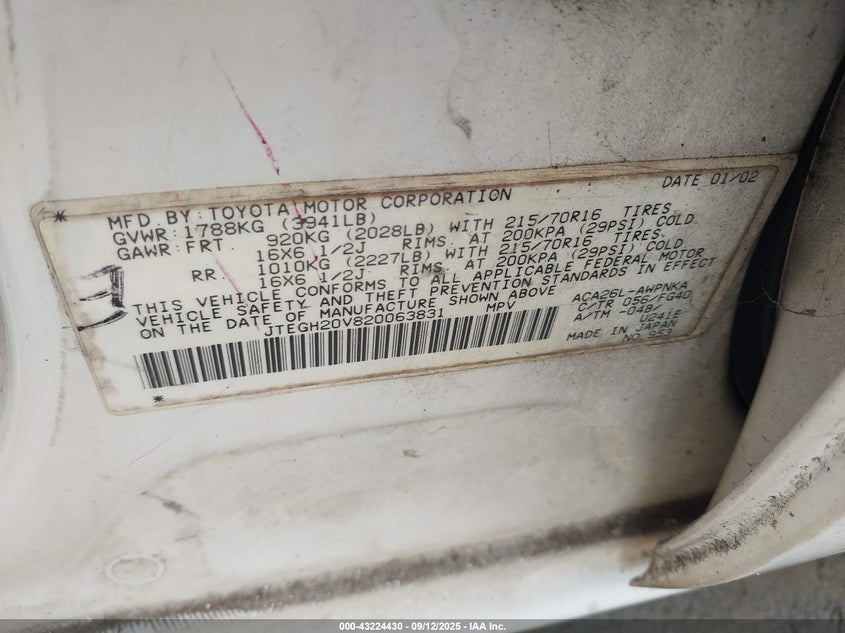 DATE 01/02
MFD. BY: TOYOTA MOTOR CORPORATION
GVWR: 1788KG (3941LB)
GAWR: FRT. 920KG (2028LB) WITH 215/70R16 TIRES,
16X6 1/2J RIMS, AT 200KPA (29PSI) COLD.
RR. 1010KG (2227LB) WITH 215/70R16 TIRES,
16X6 1/2J RIMS, AT 200KPA (29PSI) COLD.
THIS VEHICLE CONFORMS TO ALL APPLICABLE FEDERAL MOTOR
VEHICLE SAFETY AND THEFT PREVENTION STANDARDS IN EFFECT
ON THE DATE OF MANUFACTURE SHOWN ABOVE.
JTEGH20V820063831 MPV
ACA26L-AWPNKA
C/TR 056/FG40
A/TM -04B/
U241E
MADE IN JAPAN
NO. 953
E
000-43224430 - 09/12/2025 - IAA Inc.